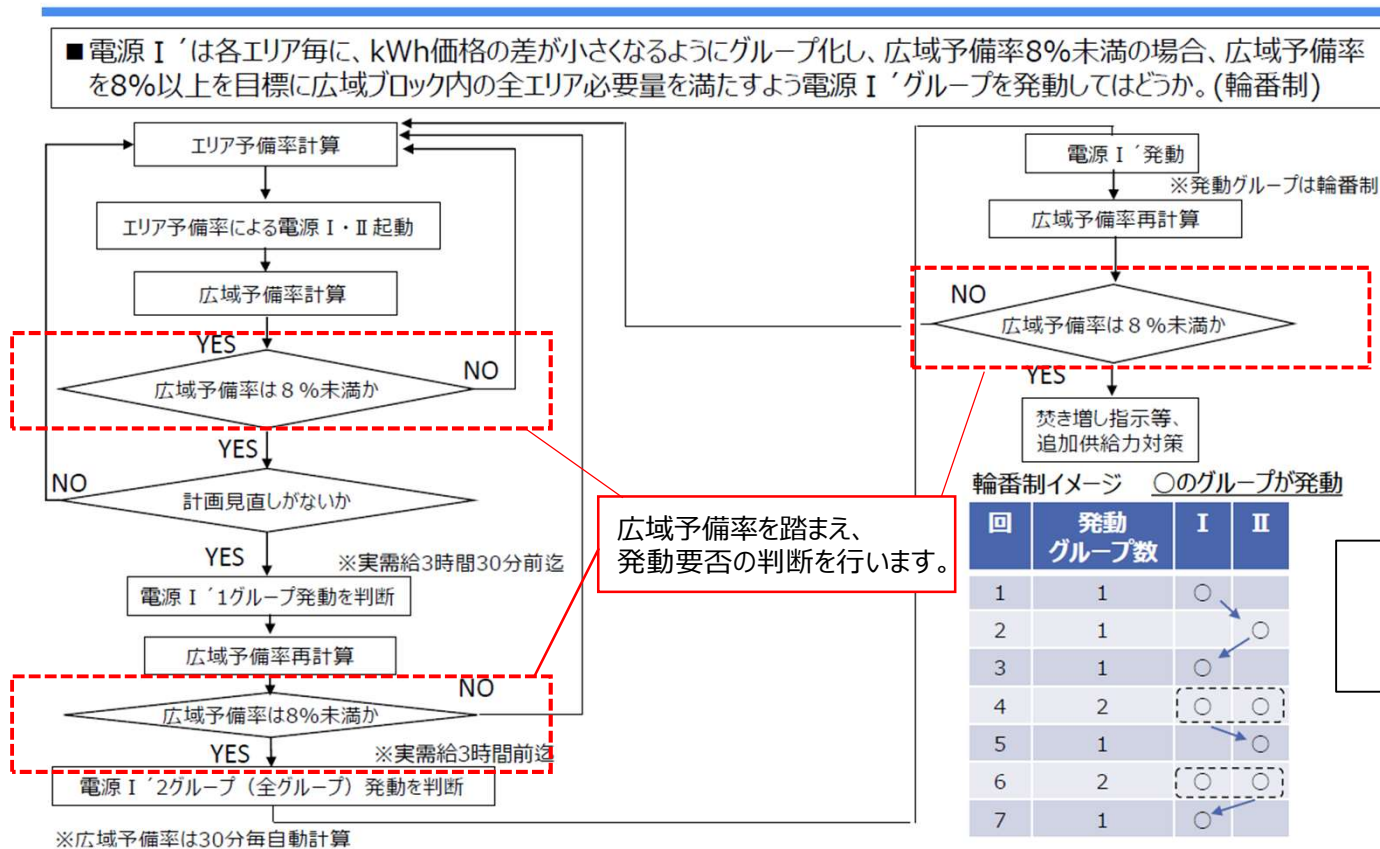 ■電源Ⅰ´は各エリア毎に、kWh価格の差が小さくなるようにグループ化し、広域予備率8%未満の場合、広域予備率
を8%以上を目標に広域ブロック内の全エリア必要量を満たすよう電源Ⅰ´グループを発動してはどうか。(輪番制)
エリア予備率計算
エリア予備率による電源Ⅰ・Ⅱ起動
広域予備率計算
YES
広域予備率は8%未満か
NO
YES
NO
計画見直しがないか
YES
※実需給3時間30分前迄
電源Ⅰ´1グループ発動を判断
広域予備率再計算
NO
広域予備率は8%未満か
YES
※実需給3時間前迄
電源Ⅰ´2グループ（全グループ）発動を判断
※広域予備率は30分毎自動計算
広域予備率を踏まえ、
発動要否の判断を行います。
電源Ⅰ´発動
※発動グループは輪番制
広域予備率再計算
NO
広域予備率は8%未満か
YES
焚き増し指示等、
追加供給力対策
輪番制イメージ ○のグループが発動
回 発動グループ数 Ⅰ Ⅱ
1 1 ○
2 1 ○
3 1 ○
4 2 ○ ○
5 1 ○
6 2 ○ ○
7 1 ○